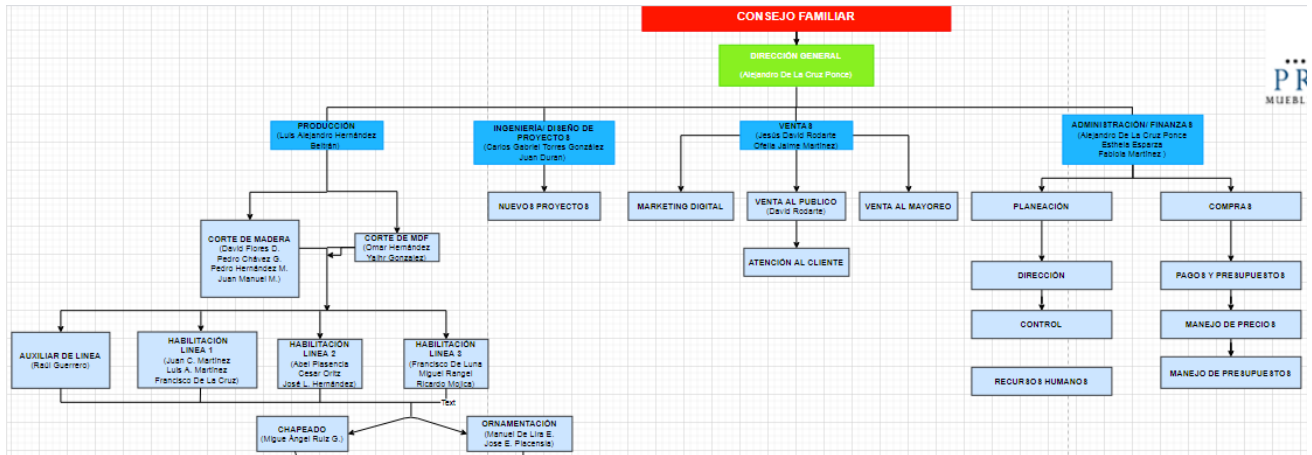 CONSEJO FAMILIAR
DIRECCIÓN GENERAL
(Alejandro De La Cruz Ponce)
PR
MUEBL
PRODUCCIÓN
(Luis Alejandro Hernández
Beltrán)
INGENIERÍA/ DISEÑO DE
PROYECTOS
(Carlos Gabriel Torres González
Juan Duran)
VENTAS
(Jesús David Rodarte
Ofelia Jaime Martínez)
ADMINISTRACIÓN/ FINANZAS
(Alejandro De La Cruz Ponce
Esthela Esparza
Fabiola Martínez )
NUEVOS PROYECTOS
MARKETING DIGITAL
VENTA AL PUBLICO
(David Rodarte)
VENTA AL MAYOREO
PLANEACIÓN
COMPRAS
CORTE DE MADERA
(David Flores D.
Pedro Chávez G.
Pedro Hernández M.
Juan Manuel M.)
CORTE DE MDF
(Omar Hernández
Yaihr Gonzalez)
ATENCIÓN AL CLIENTE
DIRECCIÓN
PAGOS Y PRESUPUESTOS
CONTROL
MANEJO DE PRECIOS
AUXILIAR DE LINEA
(Raúl Guerrero)
HABILITACIÓN
LINEA 1
(Juan C. Martínez
Luis A. Martínez
Francisco De La Cruz)
HABILITACIÓN
LINEA 2
(Abel Plasencia
Cesar Oritz
José L. Hernández)
HABILITACIÓN
LINEA 3
(Francisco De Luna
Miguel Rangel
Ricardo Mojica)
RECURSOS HUMANOS
MANEJO DE PRESUPUESTOS
Text
CHAPEADO
(Migue Ángel Ruiz G.)
ORNAMENTACIÓN
(Manuel De Lira E.
Jose E. Placensia)